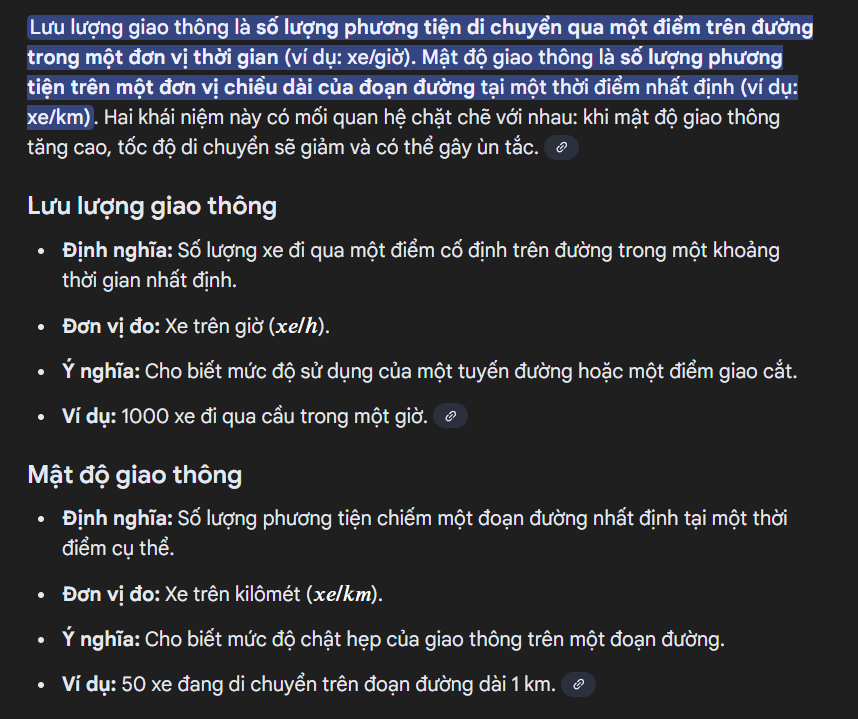 Lưu lượng giao thông là số lượng phương tiện di chuyển qua một điểm trên đường
trong một đơn vị thời gian (ví dụ: xe/giờ). Mật độ giao thông là số lượng phương
tiện trên một đơn vị chiều dài của đoạn đường tại một thời điểm nhất định (ví dụ:
xe/km). Hai khái niệm này có mối quan hệ chặt chẽ với nhau: khi mật độ giao thông
tăng cao, tốc độ di chuyển sẽ giảm và có thể gây ùn tắc.
Lưu lượng giao thông
• Định nghĩa: Số lượng xe đi qua một điểm cố định trên đường trong một khoảng
thời gian nhất định.
• Đơn vị đo: Xe trên giờ (xe/h).
• Ý nghĩa: Cho biết mức độ sử dụng của một tuyến đường hoặc một điểm giao cắt.
• Ví dụ: 1000 xe đi qua cầu trong một giờ.
Mật độ giao thông
• Định nghĩa: Số lượng phương tiện chiếm một đoạn đường nhất định tại một thời
điểm cụ thể.
• Đơn vị đo: Xe trên kilômét (xe/km).
• Ý nghĩa: Cho biết mức độ chật hẹp của giao thông trên một đoạn đường.
• Ví dụ: 50 xe đang di chuyển trên đoạn đường dài 1 km.